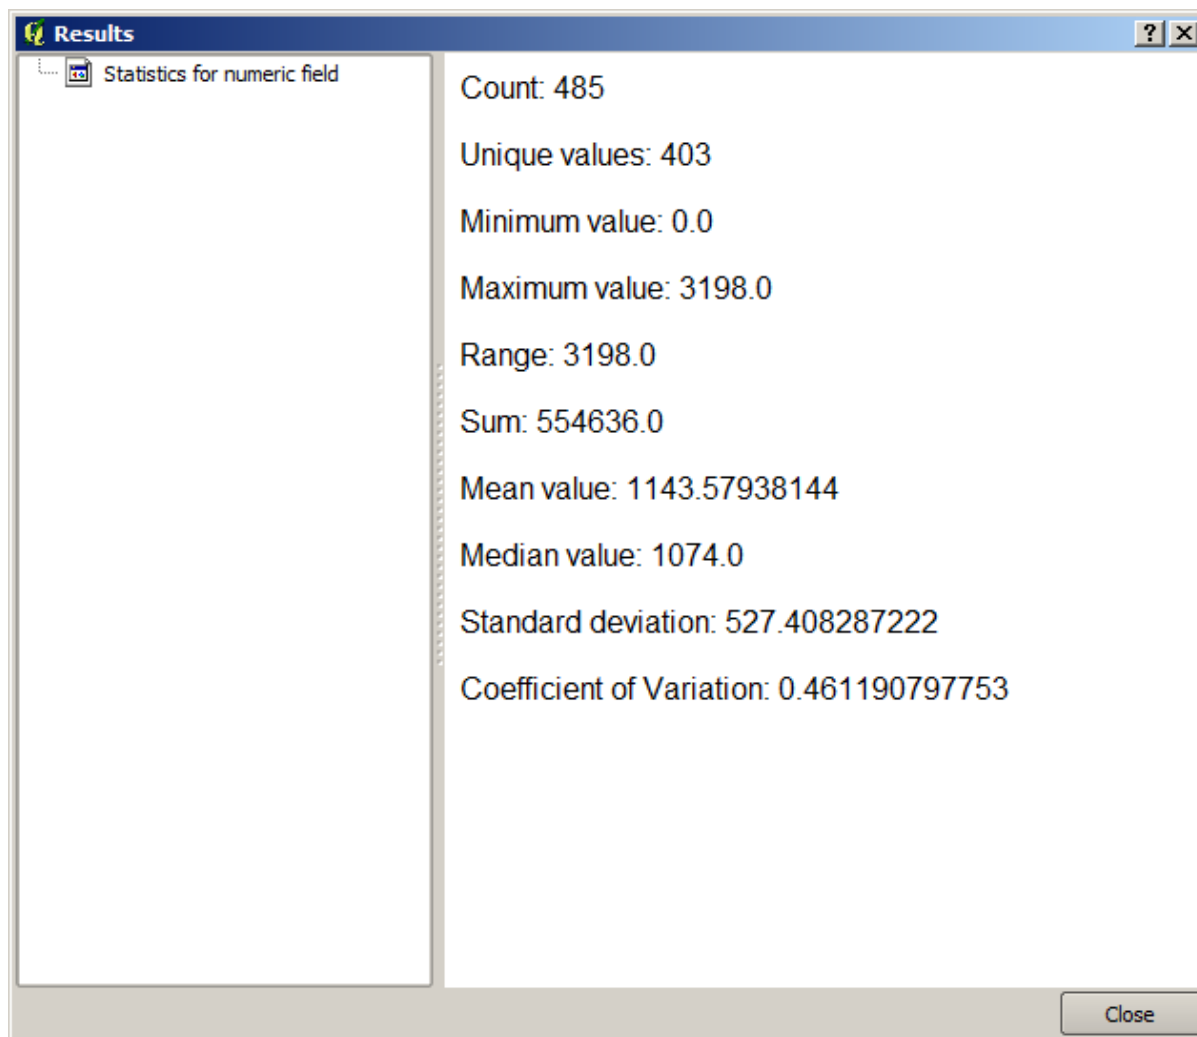 Results
Statistics for numeric field
Count: 485
Unique values: 403
Minimum value: 0.0
Maximum value: 3198.0
Range: 3198.0
Sum: 554636.0
Mean value: 1143.57938144
Median value: 1074.0
Standard deviation: 527.408287222
Coefficient of Variation: 0.461190797753
Close